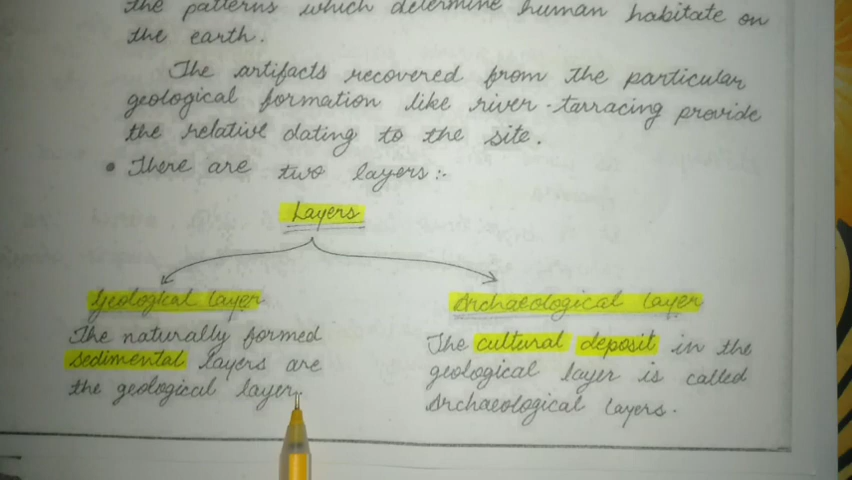 the patterns which determine human habitate on
the earth.
The artifacts recovered from the particular
geological formation like river-tarracing provide
the relative dating to the site.
• There are two layers :-
Layers
Geological layer
The naturally formed
sedimental layers are
the geological layer.
Archaeological layer
The cultural deposit in the
geological layer is called
Archaeological layers.